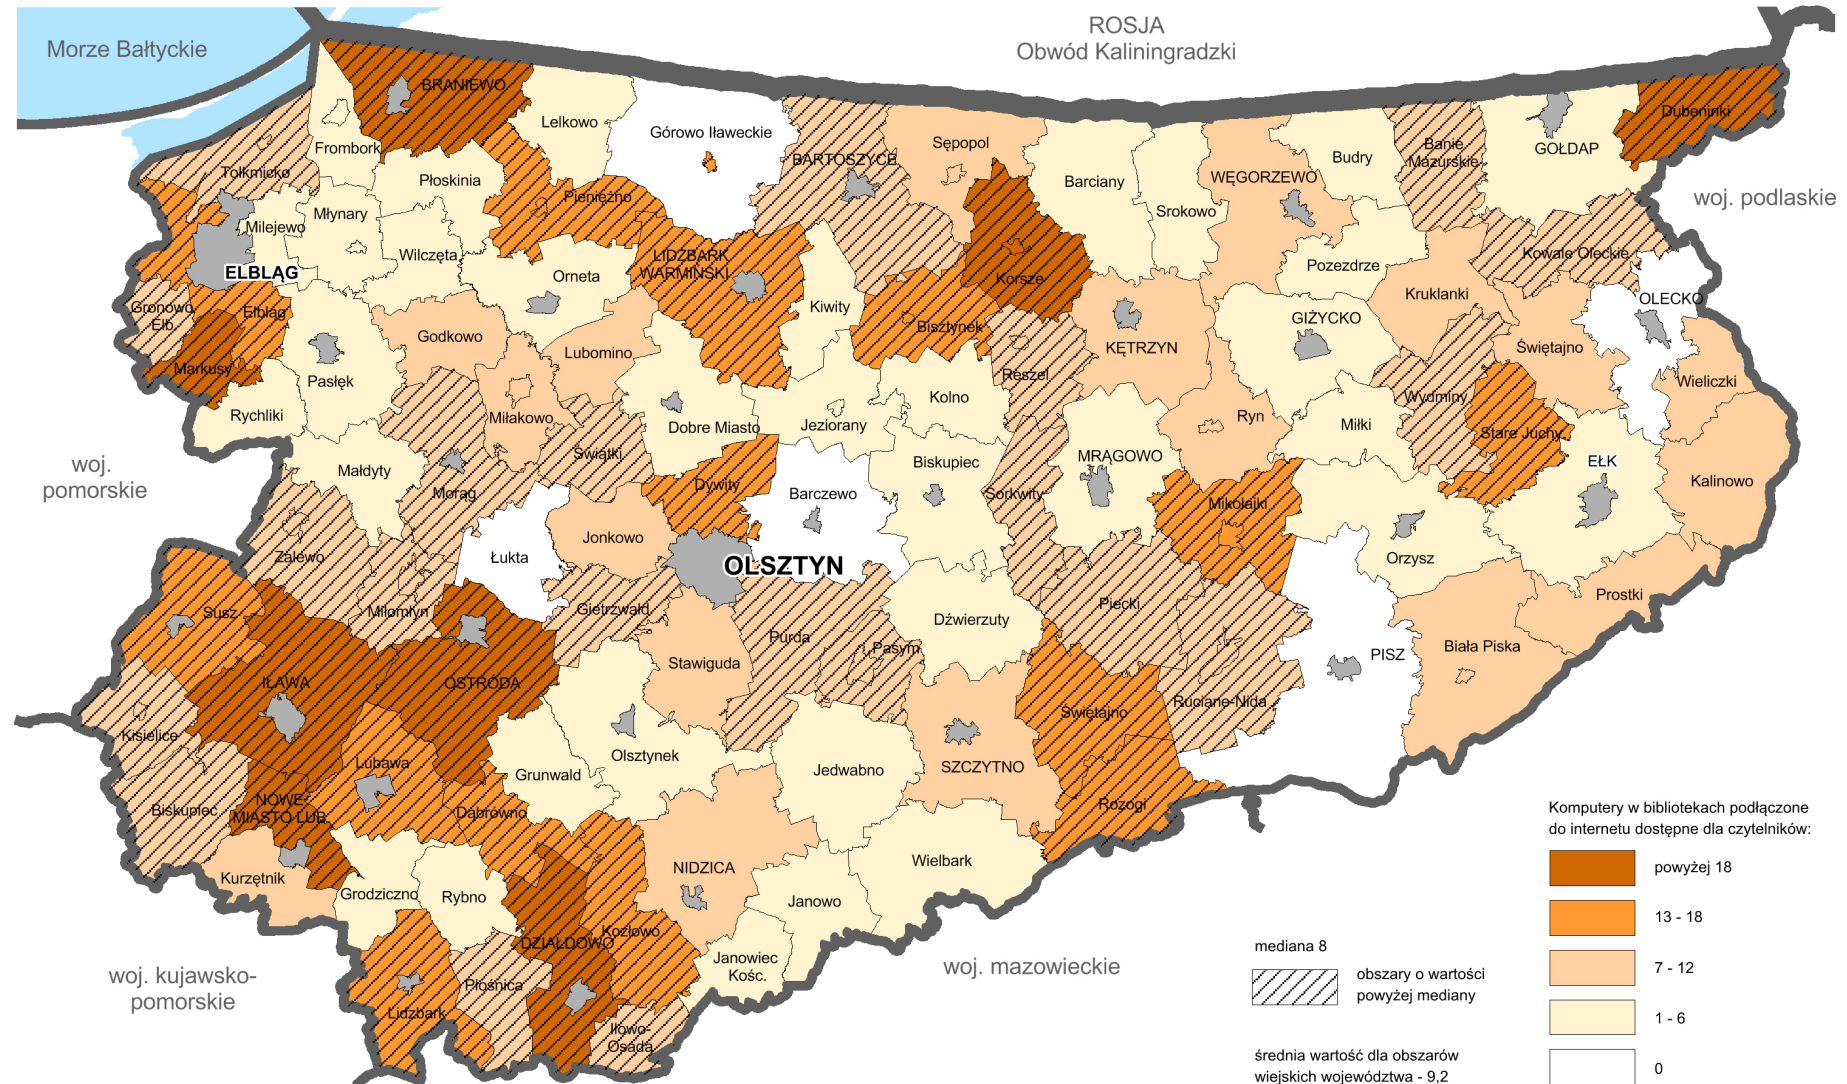 Morze Bałtyckie
ROSJA
Obwód Kaliningradzki
woj. podlaskie
woj.
pomorskie
woj. kujawsko-
pomorskie
woj. mazowieckie
BRANIEWO
Lelkowo
Górowo Iławeckie
Frombork
Tolkmicko
Płoskinia
Pieniężno
BARTOSZYCE
Sępopol
Barciany
Srokowo
WĘGORZEWO
Budry
Banie
Mazurskie
GOŁDAP
Dubeninki
Milejewo
Młynary
Wilczęta
ELBLĄG
Orneta
LIDZBARK
WARMIŃSKI
Kiwity
Korsze
Pozezdrze
Kowale Oleckie
Kruklanki
OLECKO
Gronowo
Elb.
Elbląg
Markusy
Godkowo
Lubomino
Bisztynek
KĘTRZYN
GIŻYCKO
Świętajno
Wieliczki
Pasłęk
Rychliki
Miłakowo
Dobre Miasto
Jeziorany
Kolno
Reszel
Ryn
Miłki
Wydminy
Stare Juchy
EŁK
Kalinowo
Małdyty
Morąg
Świątki
Dywity
Barczewo
Biskupiec
Sorkwity
MRĄGOWO
Mikołajki
Orzysz
Zalewo
Łukta
Jonkowo
OLSZTYN
Prostki
Susz
Miłomłyn
Gietrzwałd
Purda
Pasym
Dźwierzuty
Piecki
Biała Piska
PISZ
IŁAWA
OSTRÓDA
Stawiguda
Ruciane-Nida
Kisielice
Lubawa
Grunwald
Olsztynek
Jedwabno
SZCZYTNO
Świętajno
Rozogi
Biskupiec
NOWE
MIASTO LUB.
Dąbrówno
Kurzętnik
Grodziczno
Rybno
NIDZICA
Wielbark
Janowo
Janowiec
Kośc.
DZIAŁDOWO
Kozłowo
Płośnica
Lidzbark
Iłowo-
Osada
mediana 8
obszary o wartości
powyżej mediany
średnia wartość dla obszarów
wiejskich województwa - 9,2
Komputery w bibliotekach podłączone
do internetu dostępne dla czytelników:
powyżej 18
13 - 18
7 - 12
1 - 6
0